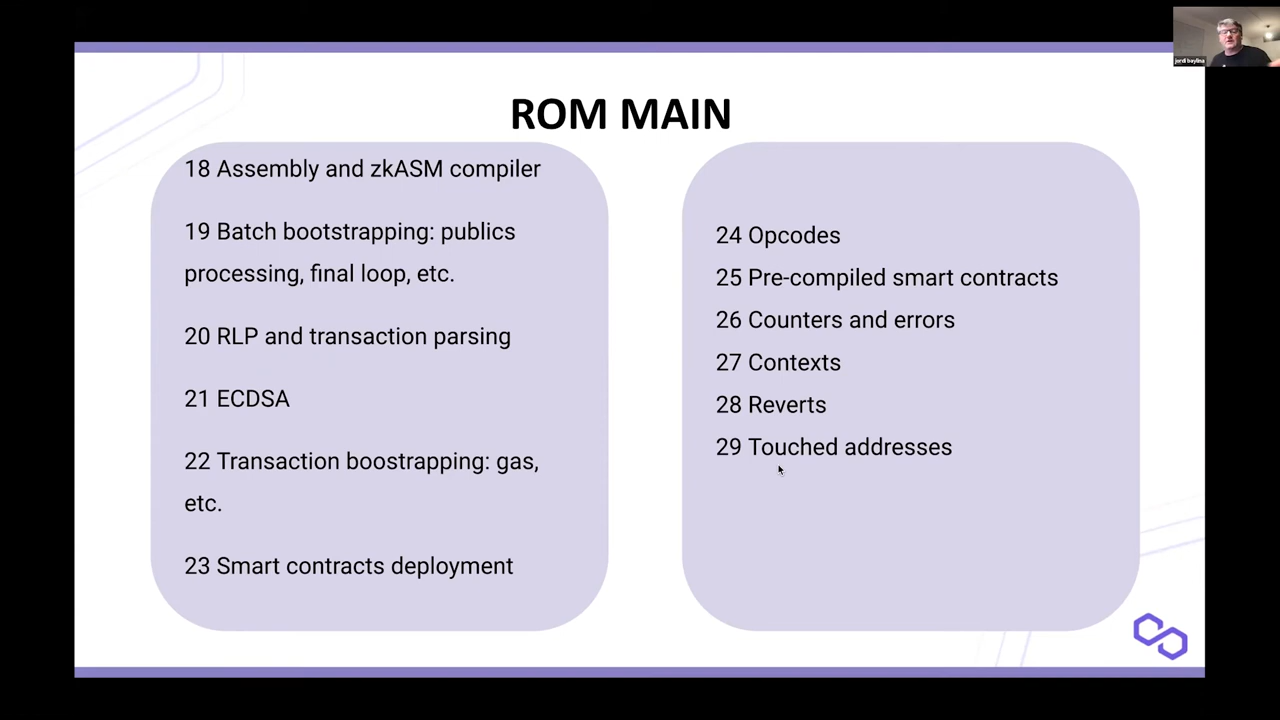 jordi baylina
ROM MAIN
18 Assembly and zkASM compiler
19 Batch bootstrapping: publics
processing, final loop, etc.
20 RLP and transaction parsing
21 ECDSA
22 Transaction boostrapping: gas,
etc.
23 Smart contracts deployment
24 Opcodes
25 Pre-compiled smart contracts
26 Counters and errors
27 Contexts
28 Reverts
29 Touched addresses